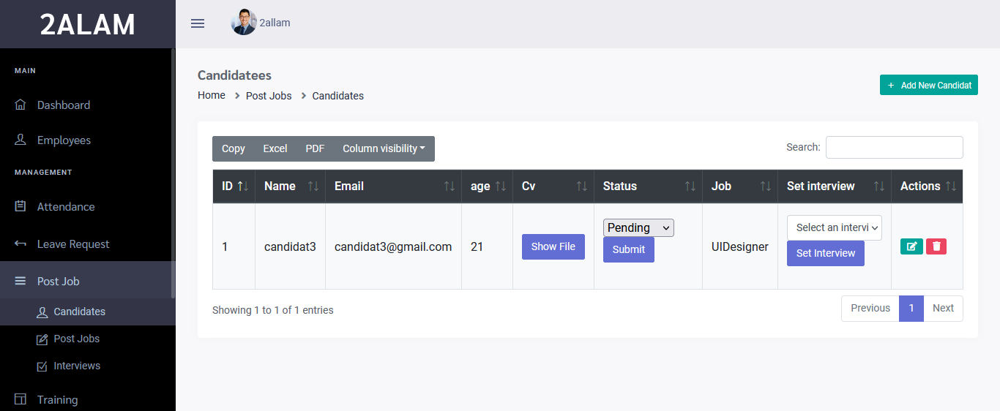 2ALAM
2allam
MAIN
Dashboard
Employees
MANAGEMENT
Attendance
Leave Request
Post Job
Candidates
Post Jobs
Interviews
Training
Candidatees
Home > Post Jobs > Candidates
+ Add New Candidat
Copy Excel PDF Column visibility
Search:
ID Name Email age Cv Status Job Set interview Actions
1 candidat3 candidat3@gmail.com 21 Show File Pending Submit UIDesigner Select an intervi Set Interview
Showing 1 to 1 of 1 entries
Previous 1 Next